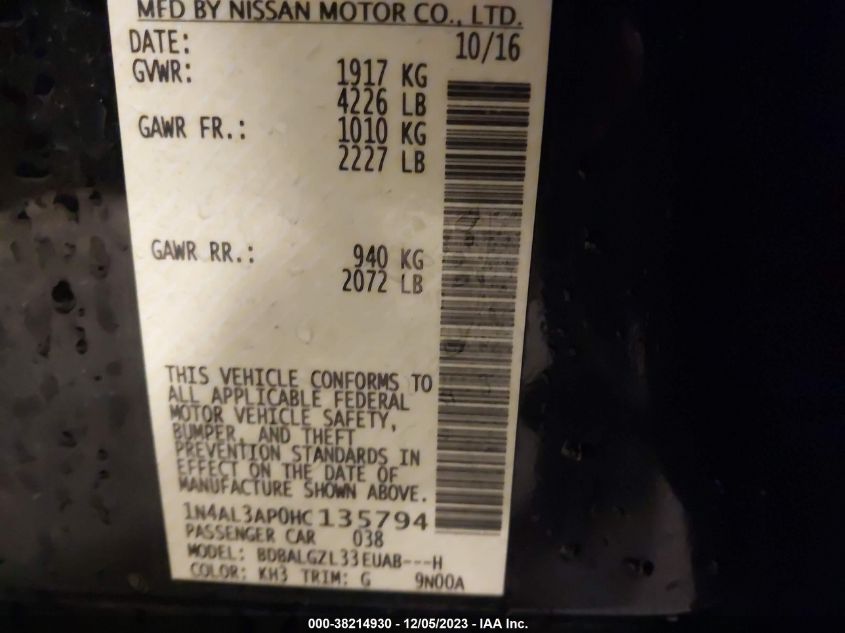 MFD BY NISSAN MOTOR CO., LTD.
DATE: 10/16
GVWR: 1917 KG
4226 LB
GAWR FR.: 1010 KG
2227 LB
GAWR RR.: 940 KG
2072 LB
THIS VEHICLE CONFORMS TO
ALL APPLICABLE FEDERAL
MOTOR VEHICLE SAFETY,
BUMPER, AND THEFT
PREVENTION STANDARDS IN
EFFECT ON THE DATE OF
MANUFACTURE SHOWN ABOVE.
1N4AL3AP0HC135794
PASSENGER CAR 038
MODEL: BDBALGZL33EUAB---H
COLOR: KH3 TRIM: G 9N00A
000-38214930 - 12/05/2023 - IAA Inc.